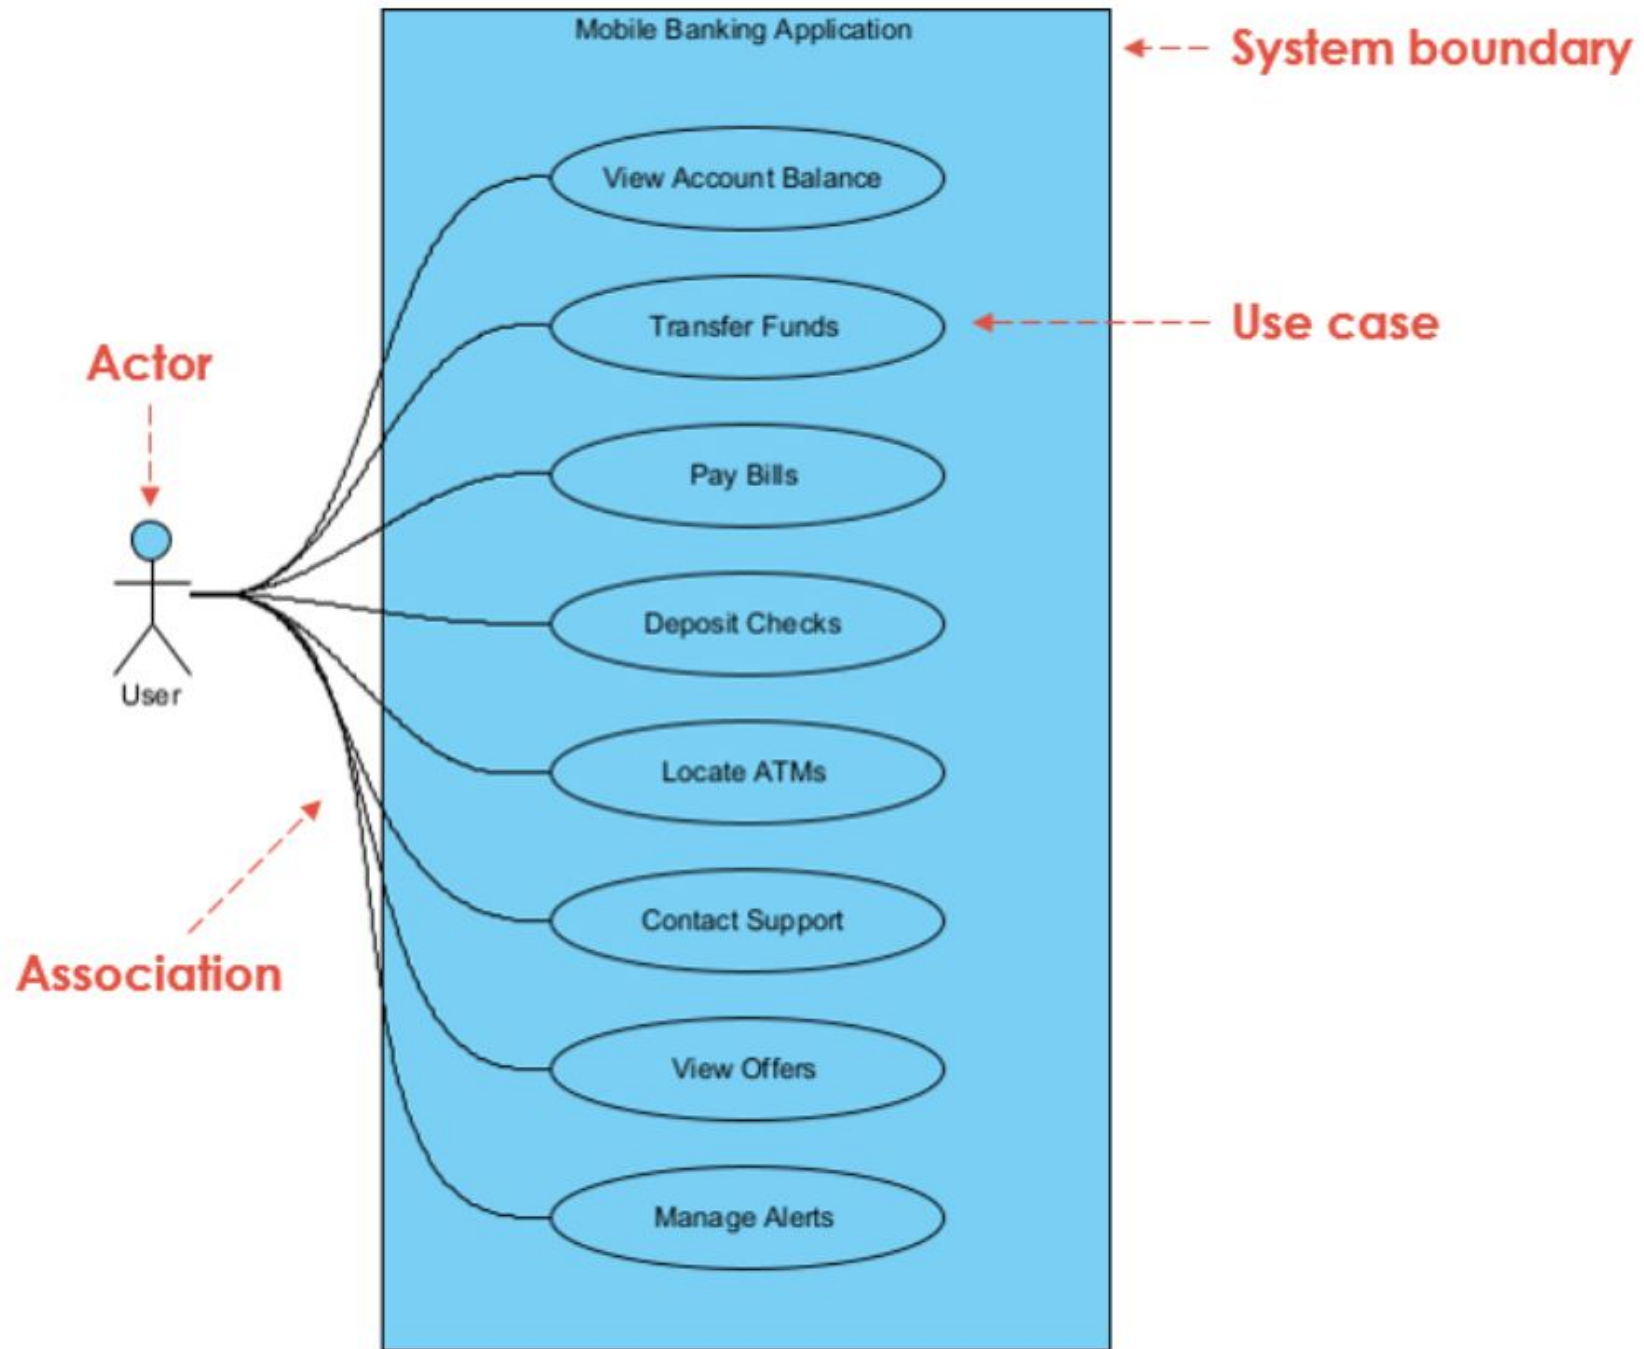 Mobile Banking Application
System boundary
View Account Balance
Transfer Funds
Use case
Actor
Pay Bills
Deposit Checks
User
Locate ATMs
Contact Support
Association
View Offers
Manage Alerts